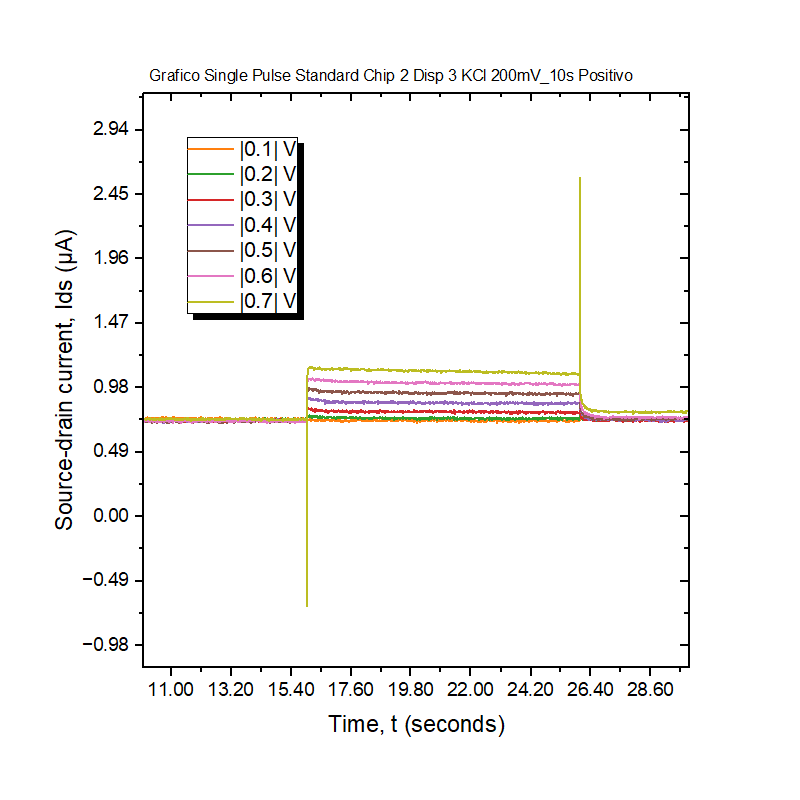 Grafico Single Pulse Standard Chip 2 Disp 3 KCl 200mV_10s Positivo
2.94
2.45
1.96
1.47
0.98
0.49
0.00
−0.49
−0.98
Source-drain current, Ids (µA)
|0.1| V
|0.2| V
|0.3| V
|0.4| V
|0.5| V
|0.6| V
|0.7| V
11.00 13.20 15.40 17.60 19.80 22.00 24.20 26.40 28.60
Time, t (seconds)